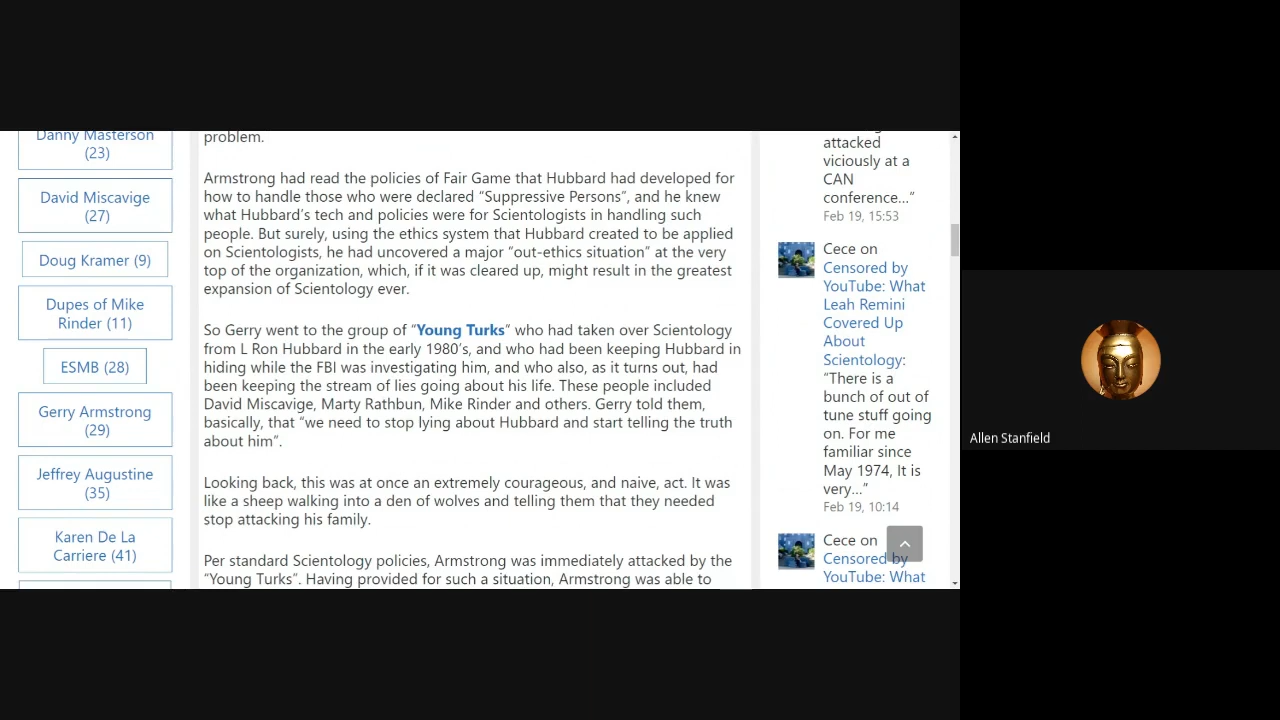 Danny Masterson
(23)
David Miscavige
(27)
Doug Kramer (9)
Dupes of Mike
Rinder (11)
ESMB (28)
Gerry Armstrong
(29)
Jeffrey Augustine
(35)
Karen De La
Carriere (41)
problem.
Armstrong had read the policies of Fair Game that Hubbard had developed for
how to handle those who were declared “Suppressive Persons”, and he knew
what Hubbard’s tech and policies were for Scientologists in handling such
people. But surely, using the ethics system that Hubbard created to be applied
on Scientologists, he had uncovered a major “out-ethics situation” at the very
top of the organization, which, if it was cleared up, might result in the greatest
expansion of Scientology ever.
So Gerry went to the group of “Young Turks” who had taken over Scientology
from L Ron Hubbard in the early 1980’s, and who had been keeping Hubbard in
hiding while the FBI was investigating him, and who also, as it turns out, had
been keeping the stream of lies going about his life. These people included
David Miscavige, Marty Rathbun, Mike Rinder and others. Gerry told them,
basically, that “we need to stop lying about Hubbard and start telling the truth
about him”.
Looking back, this was at once an extremely courageous, and naive, act. It was
like a sheep walking into a den of wolves and telling them that they needed
stop attacking his family.
Per standard Scientology policies, Armstrong was immediately attacked by the
“Young Turks”. Having provided for such a situation, Armstrong was able to
attacked
viciously at a
CAN
conference...”
Feb 19, 15:53
Cece on
Censored by
YouTube: What
Leah Remini
Covered Up
About
Scientology:
“There is a
bunch of out of
tune stuff going
on. For me
familiar since
May 1974, It is
very...”
Feb 19, 10:14
Cece on
Censored by
YouTube: What
Allen Stanfield